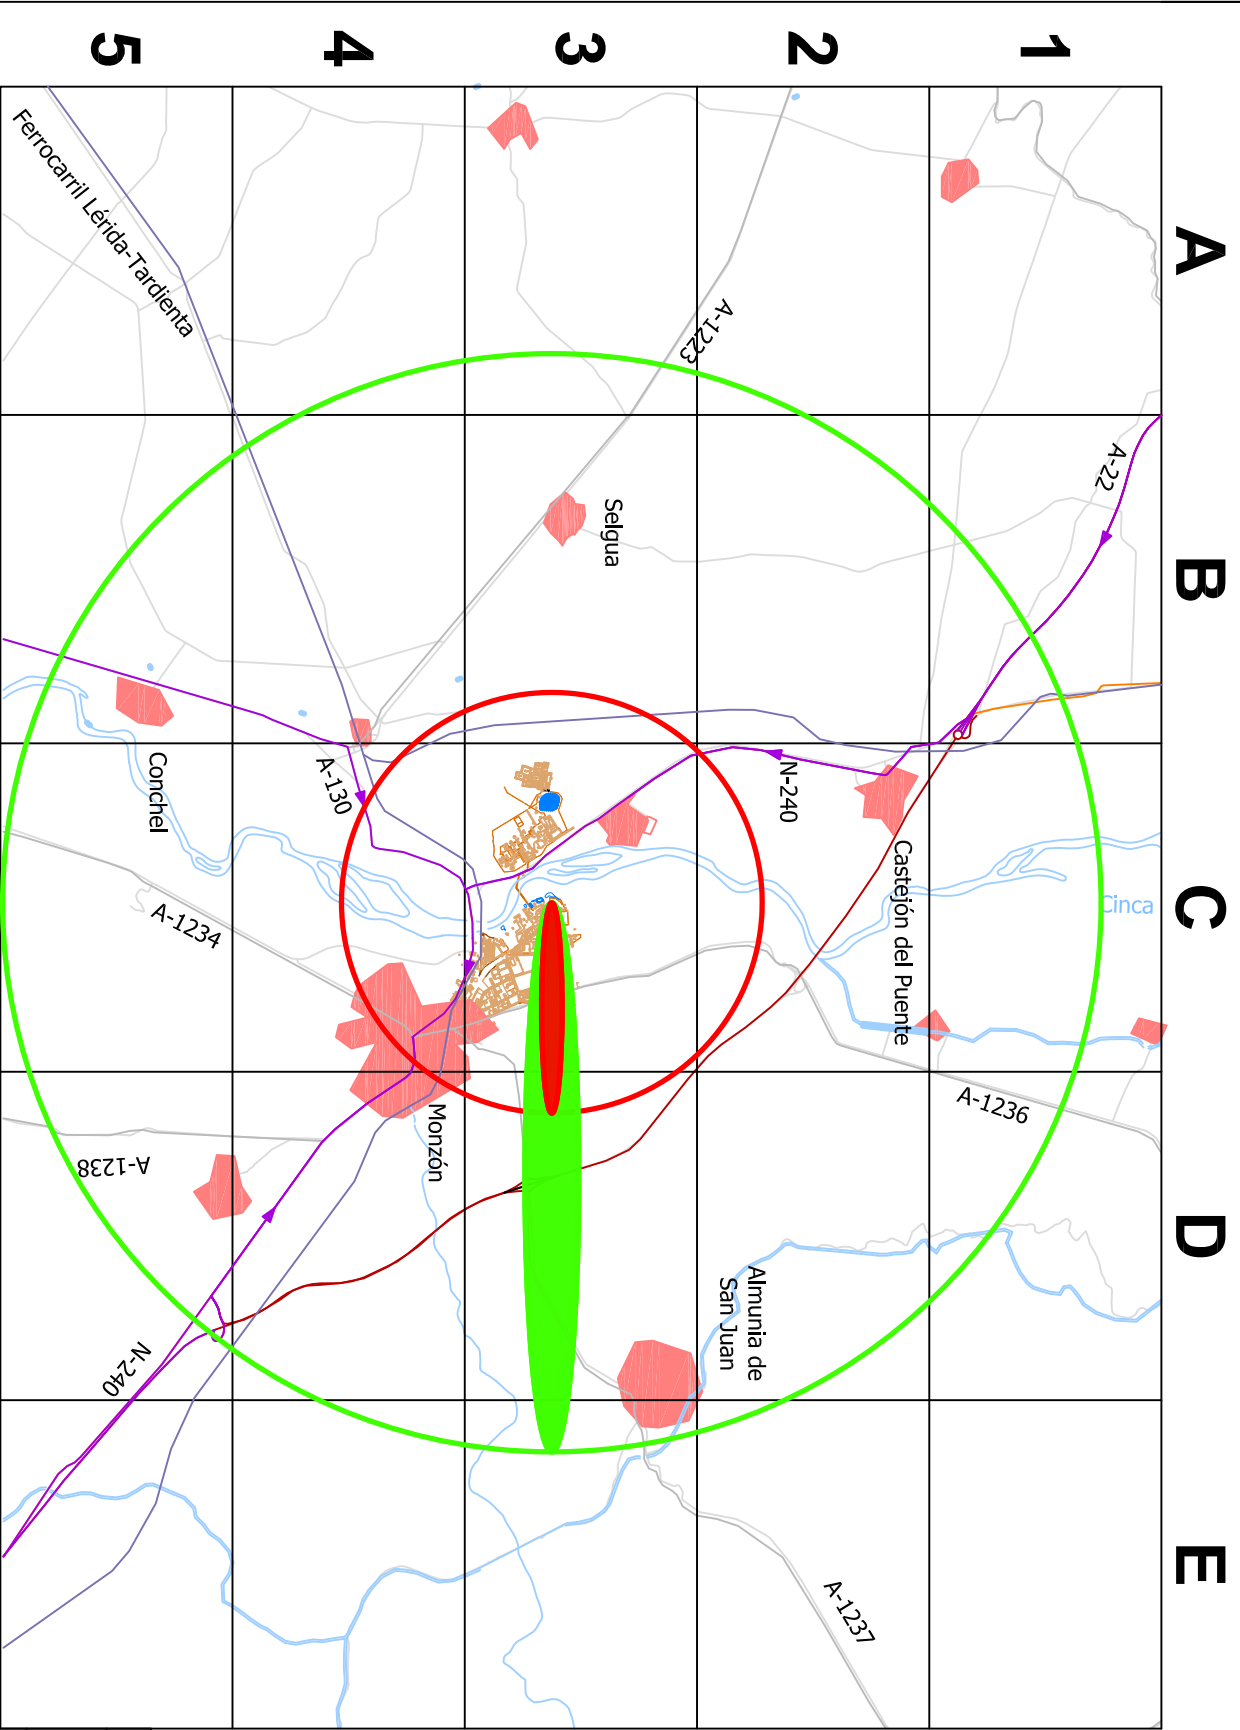 A
B
C
D
E
1
2
3
4
5
A-22
A-1223
Ferrocarril Lérida-Tardienta
Selgua
N-240
Castejón del Puente
Cinca
A-130
Conchel
A-1234
A-1236
Monzón
A-1238
Almunia de
San Juan
N-240
A-1237